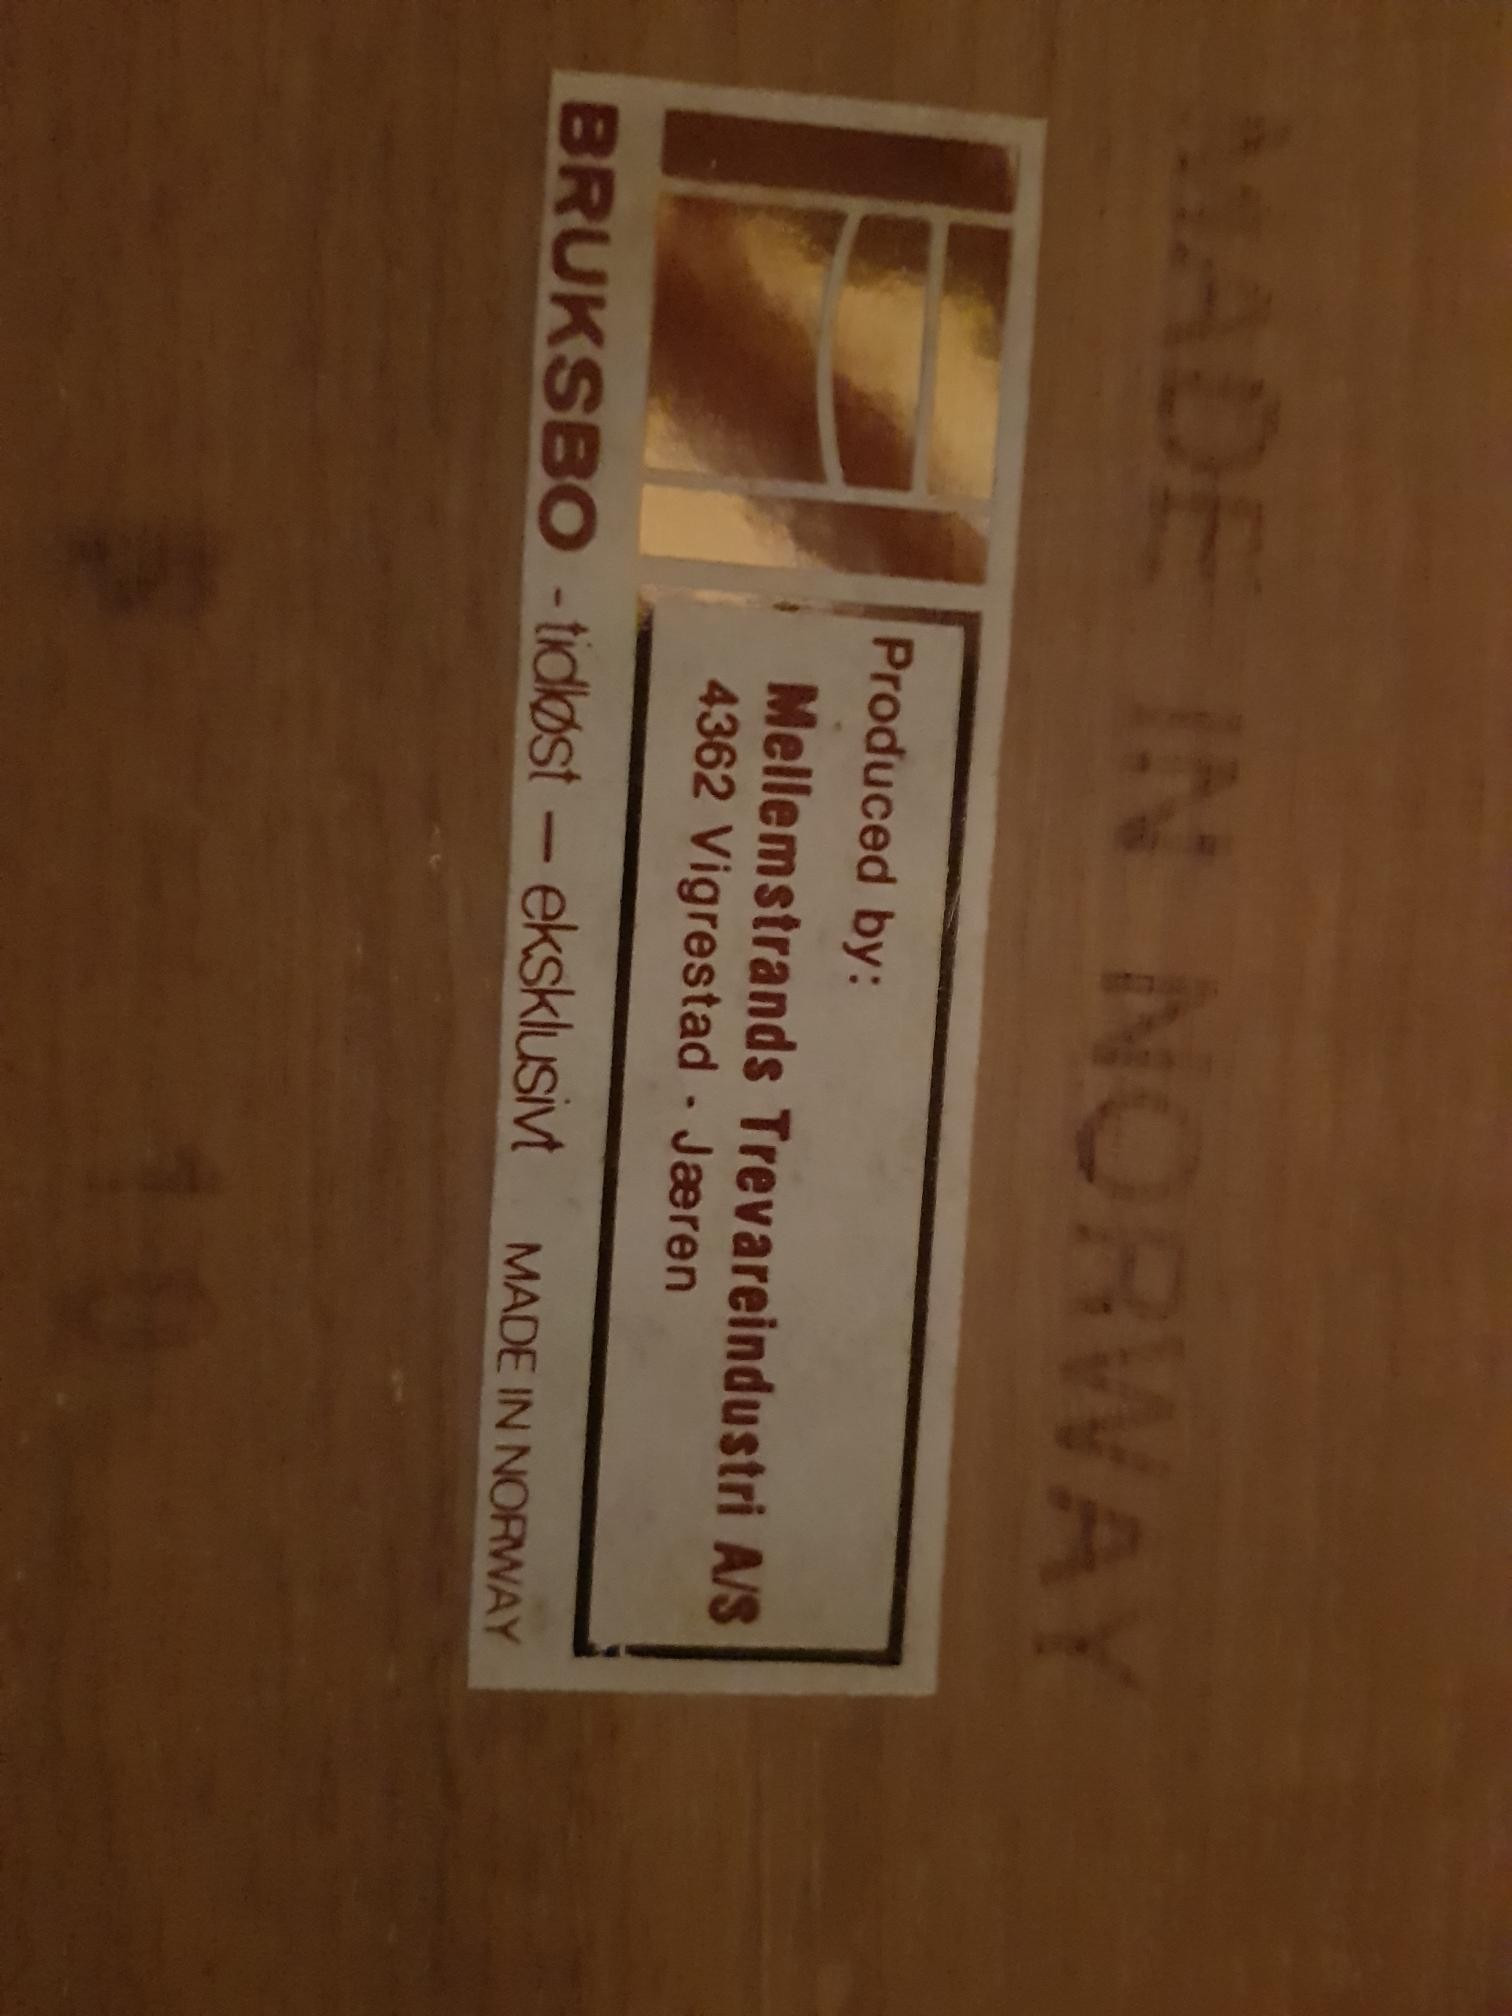 MADE IN NORWAY
Produced by:
Mellemstrands Trevareindustri A/S
4362 Vigrestad - Jæren
BRUKSBO - tidløst — eksklusivt MADE IN NORWAY